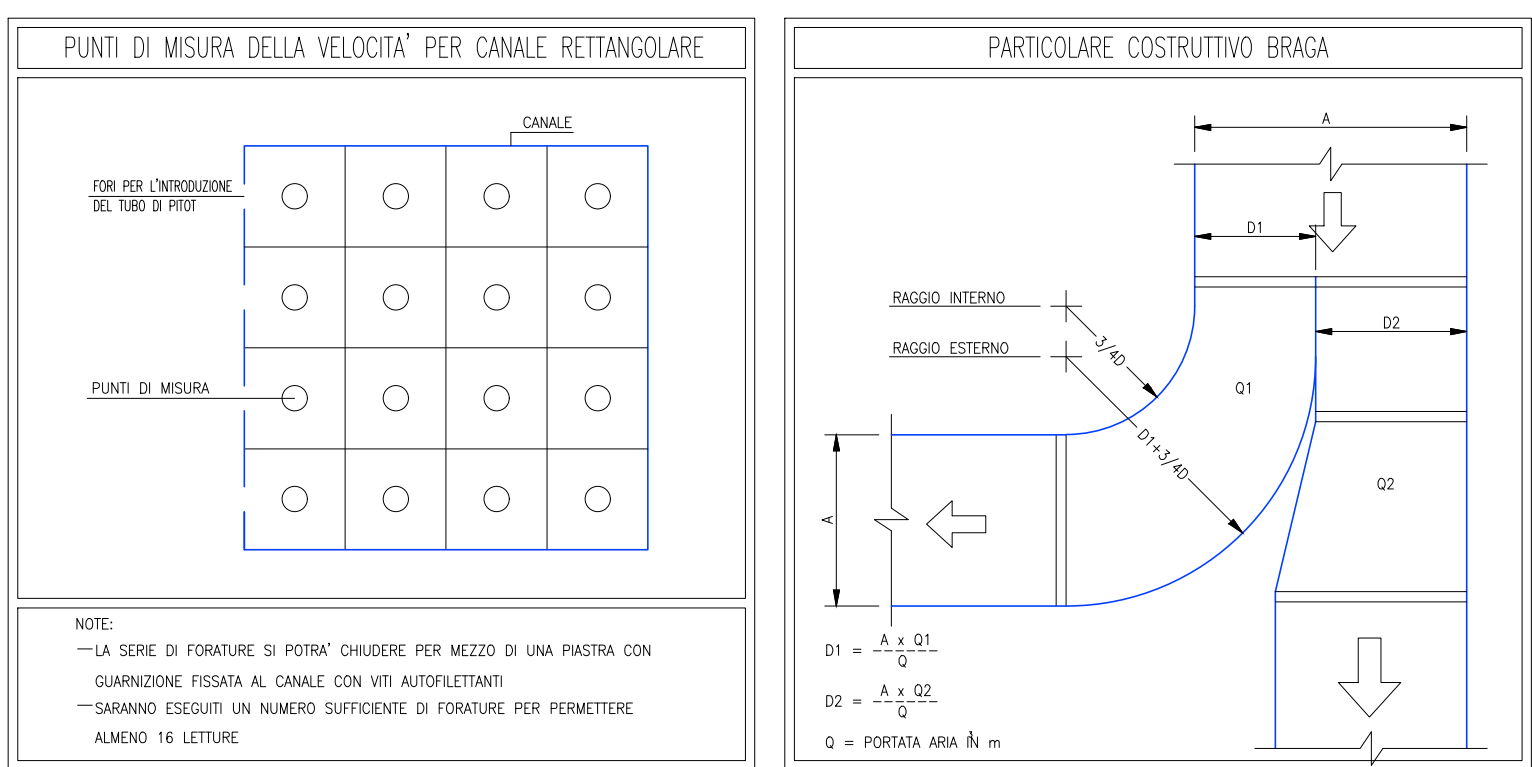 PUNTI DI MISURA DELLA VELOCITA' PER CANALE RETTANGOLARE
CANALE
FORI PER L'INTRODUZIONE
DEL TUBO DI PITOT
PUNTI DI MISURA
NOTE:
—LA SERIE DI FORATURE SI POTRA' CHIUDERE PER MEZZO DI UNA PIASTRA CON
GUARNIZIONE FISSATA AL CANALE CON VITI AUTOFILETTANTI
—SARANNO ESEGUITI UN NUMERO SUFFICIENTE DI FORATURE PER PERMETTERE
ALMENO 16 LETTURE
PARTICOLARE COSTRUTTIVO BRAGA
A
D1
RAGGIO INTERNO
D2
RAGGIO ESTERNO
3/4D
Q1
D1+3/4D
Q2
A
D1 = A x Q1
Q
D2 = A x Q2
Q
Q = PORTATA ARIA IN m